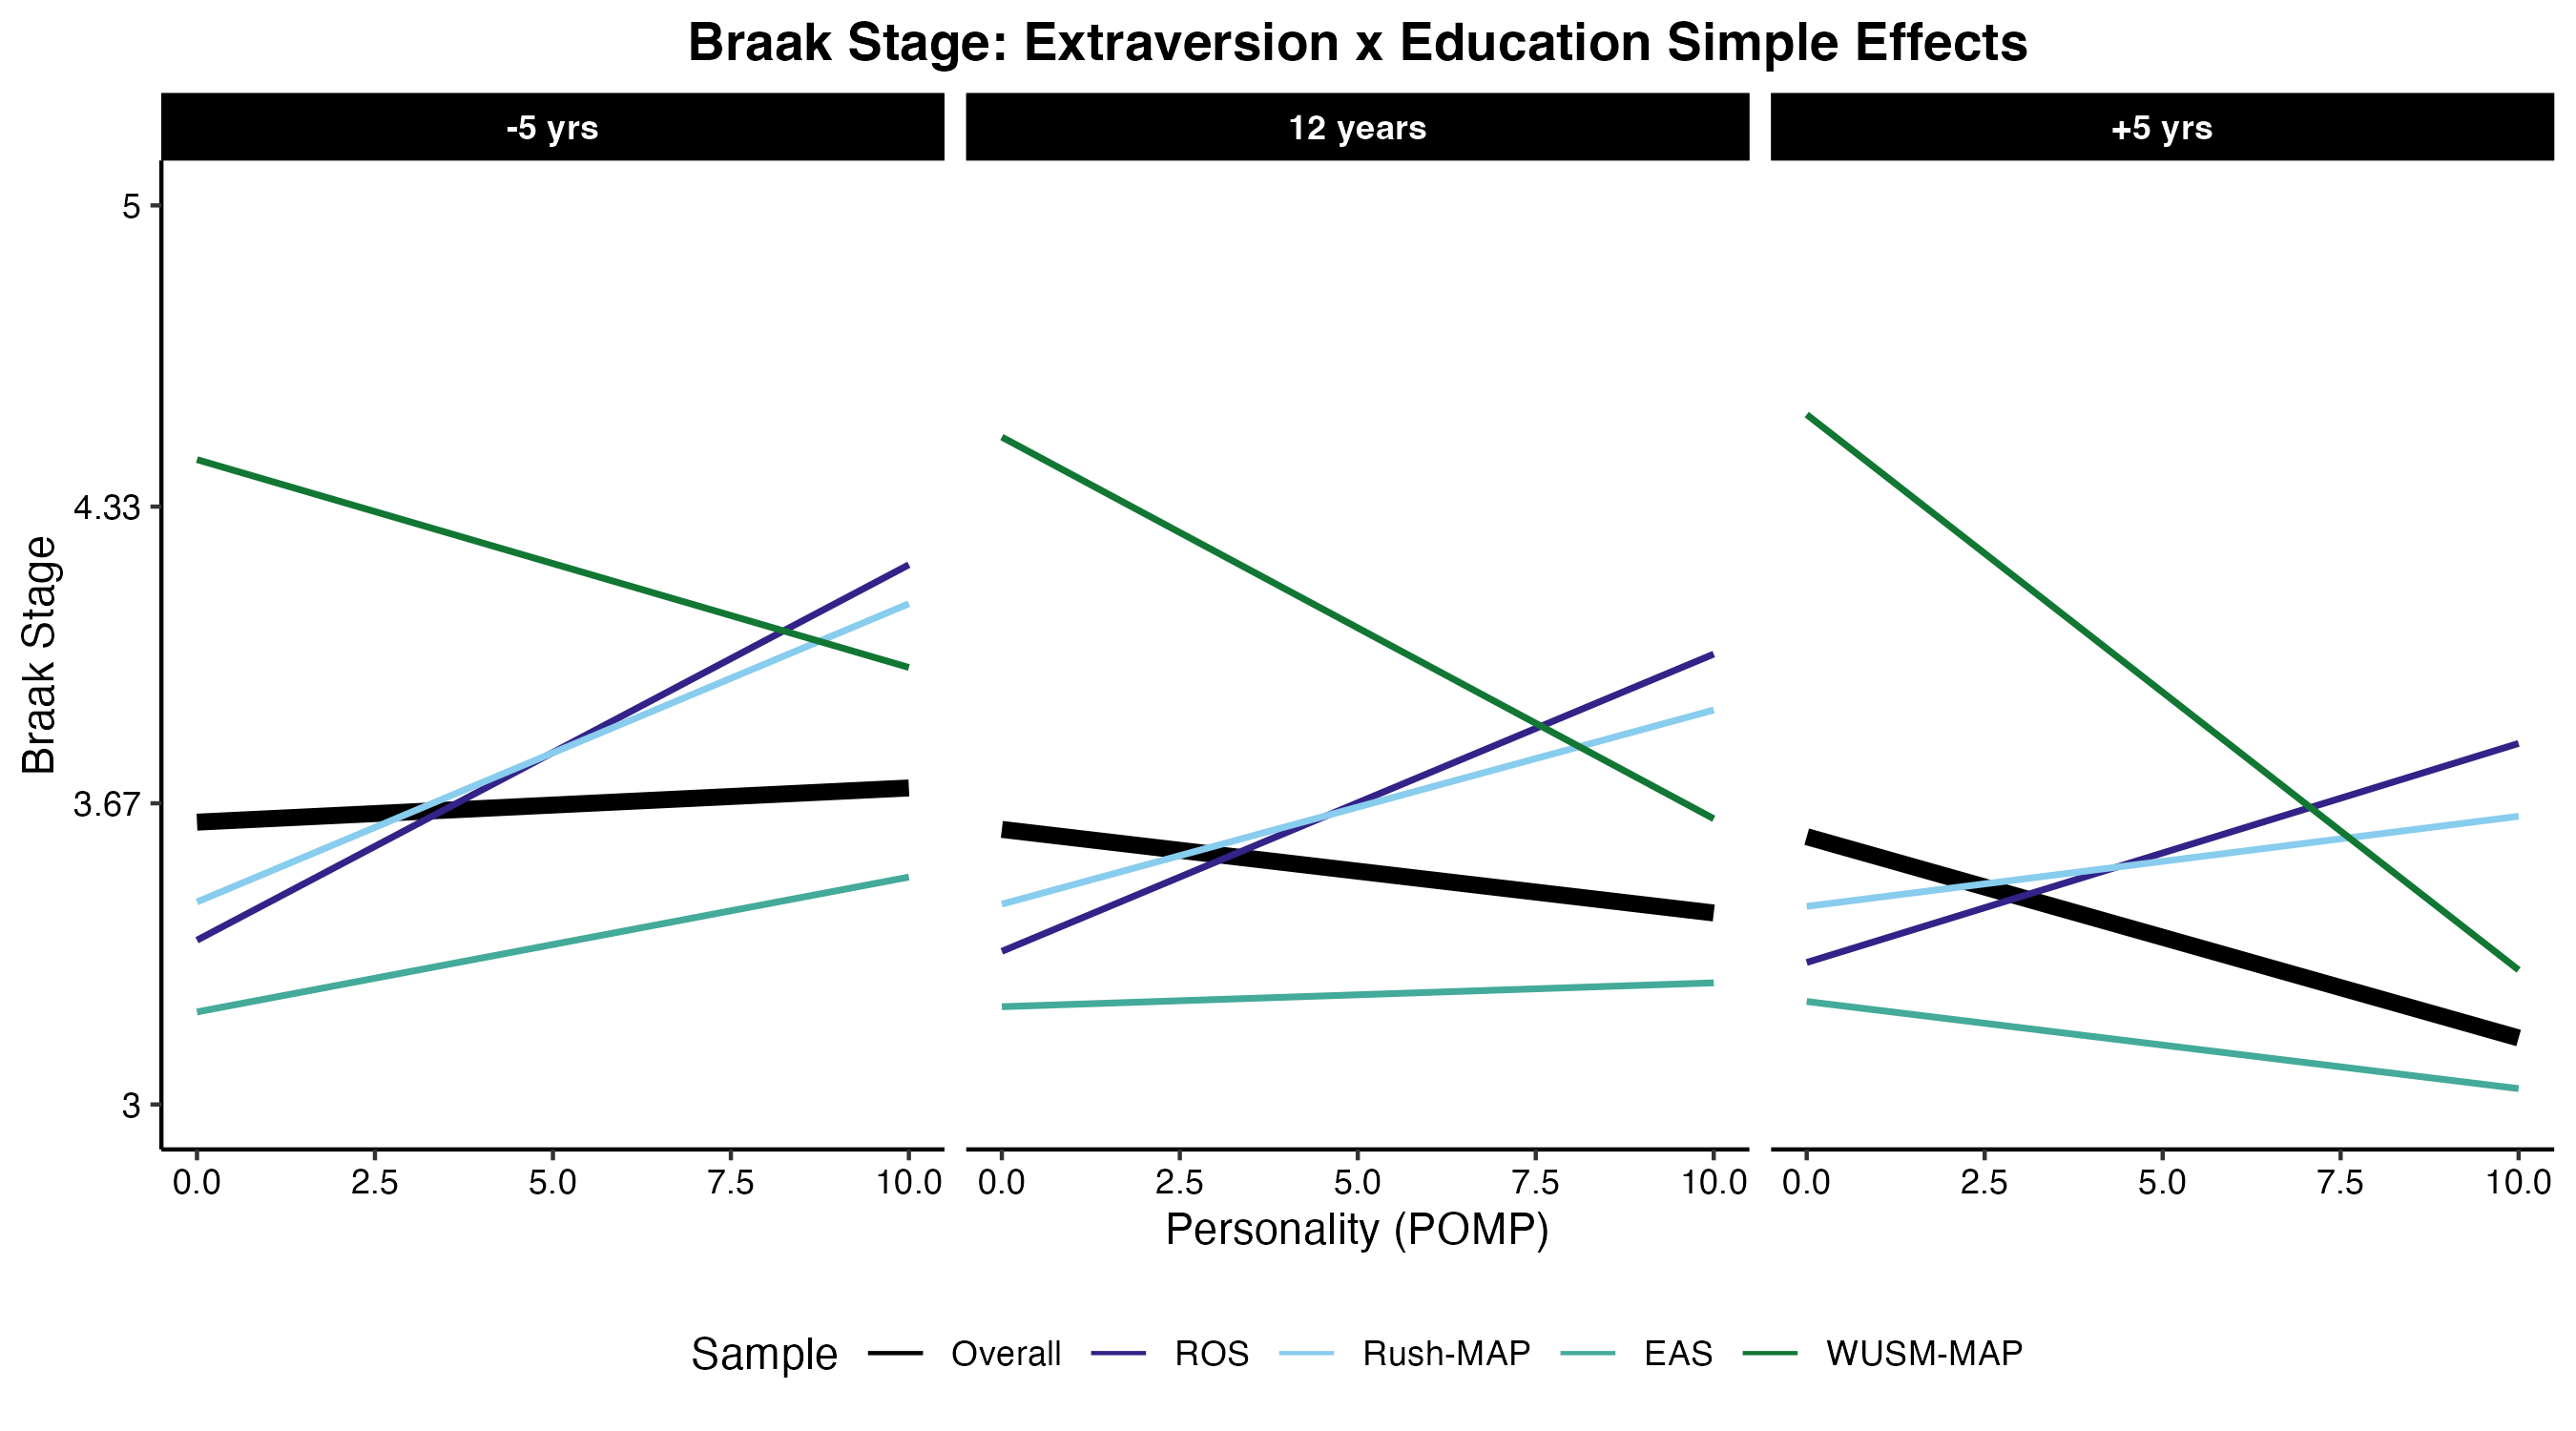 Braak Stage: Extraversion x Education Simple Effects
-5 yrs
12 years
+5 yrs
5
4.33
3.67
3
Braak Stage
0.0 2.5 5.0 7.5 10.0
0.0 2.5 5.0 7.5 10.0
0.0 2.5 5.0 7.5 10.0
Personality (POMP)
Sample Overall ROS Rush-MAP EAS WUSM-MAP